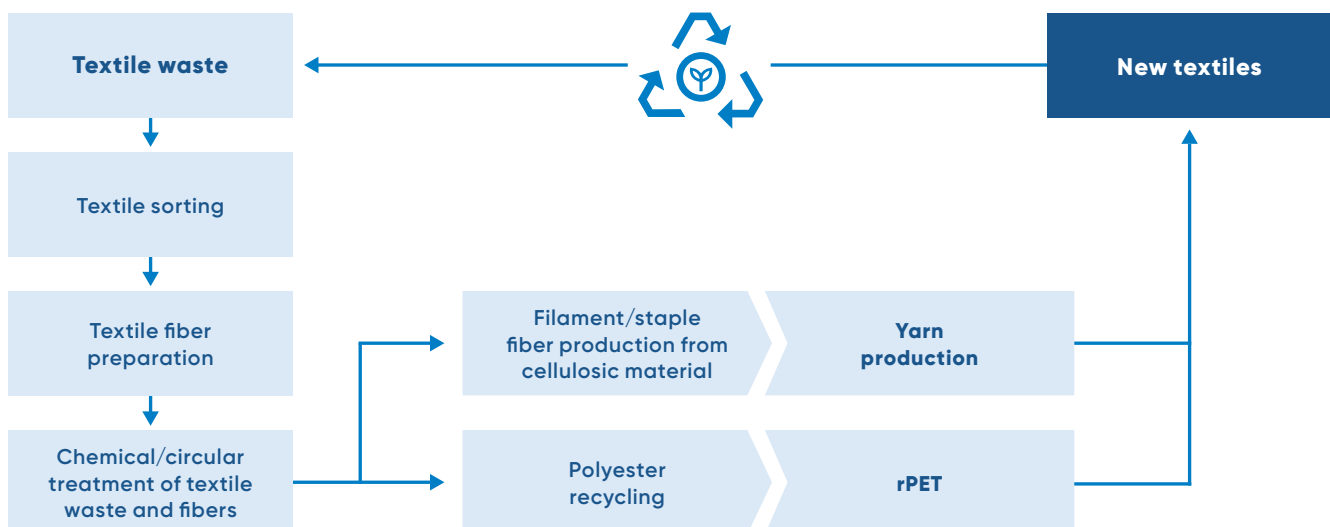 Textile waste
New textiles
Textile sorting
Textile fiber
preparation
Filament/staple
fiber production from
cellulosic material
Yarn
production
Chemical/circular
treatment of textile
waste and fibers
Polyester
recycling
rPET